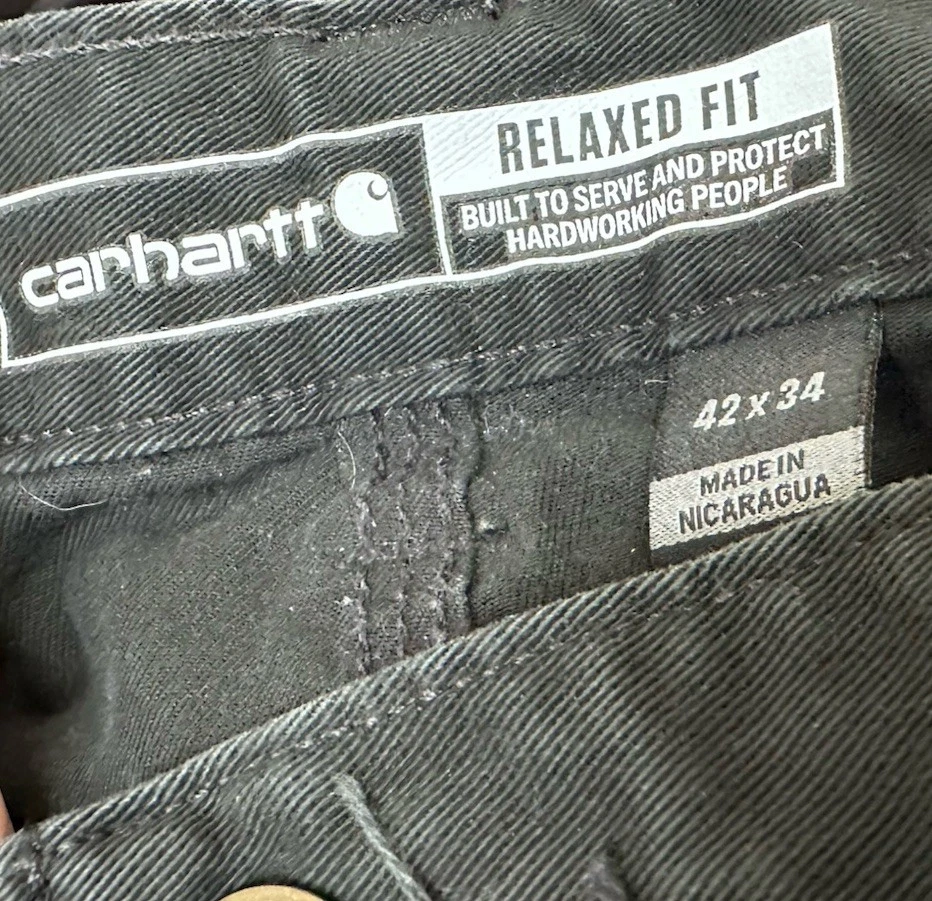 carhartt
RELAXED FIT
BUILT TO SERVE AND PROTECT
HARDWORKING PEOPLE
42 x 34
MADE IN
NICARAGUA